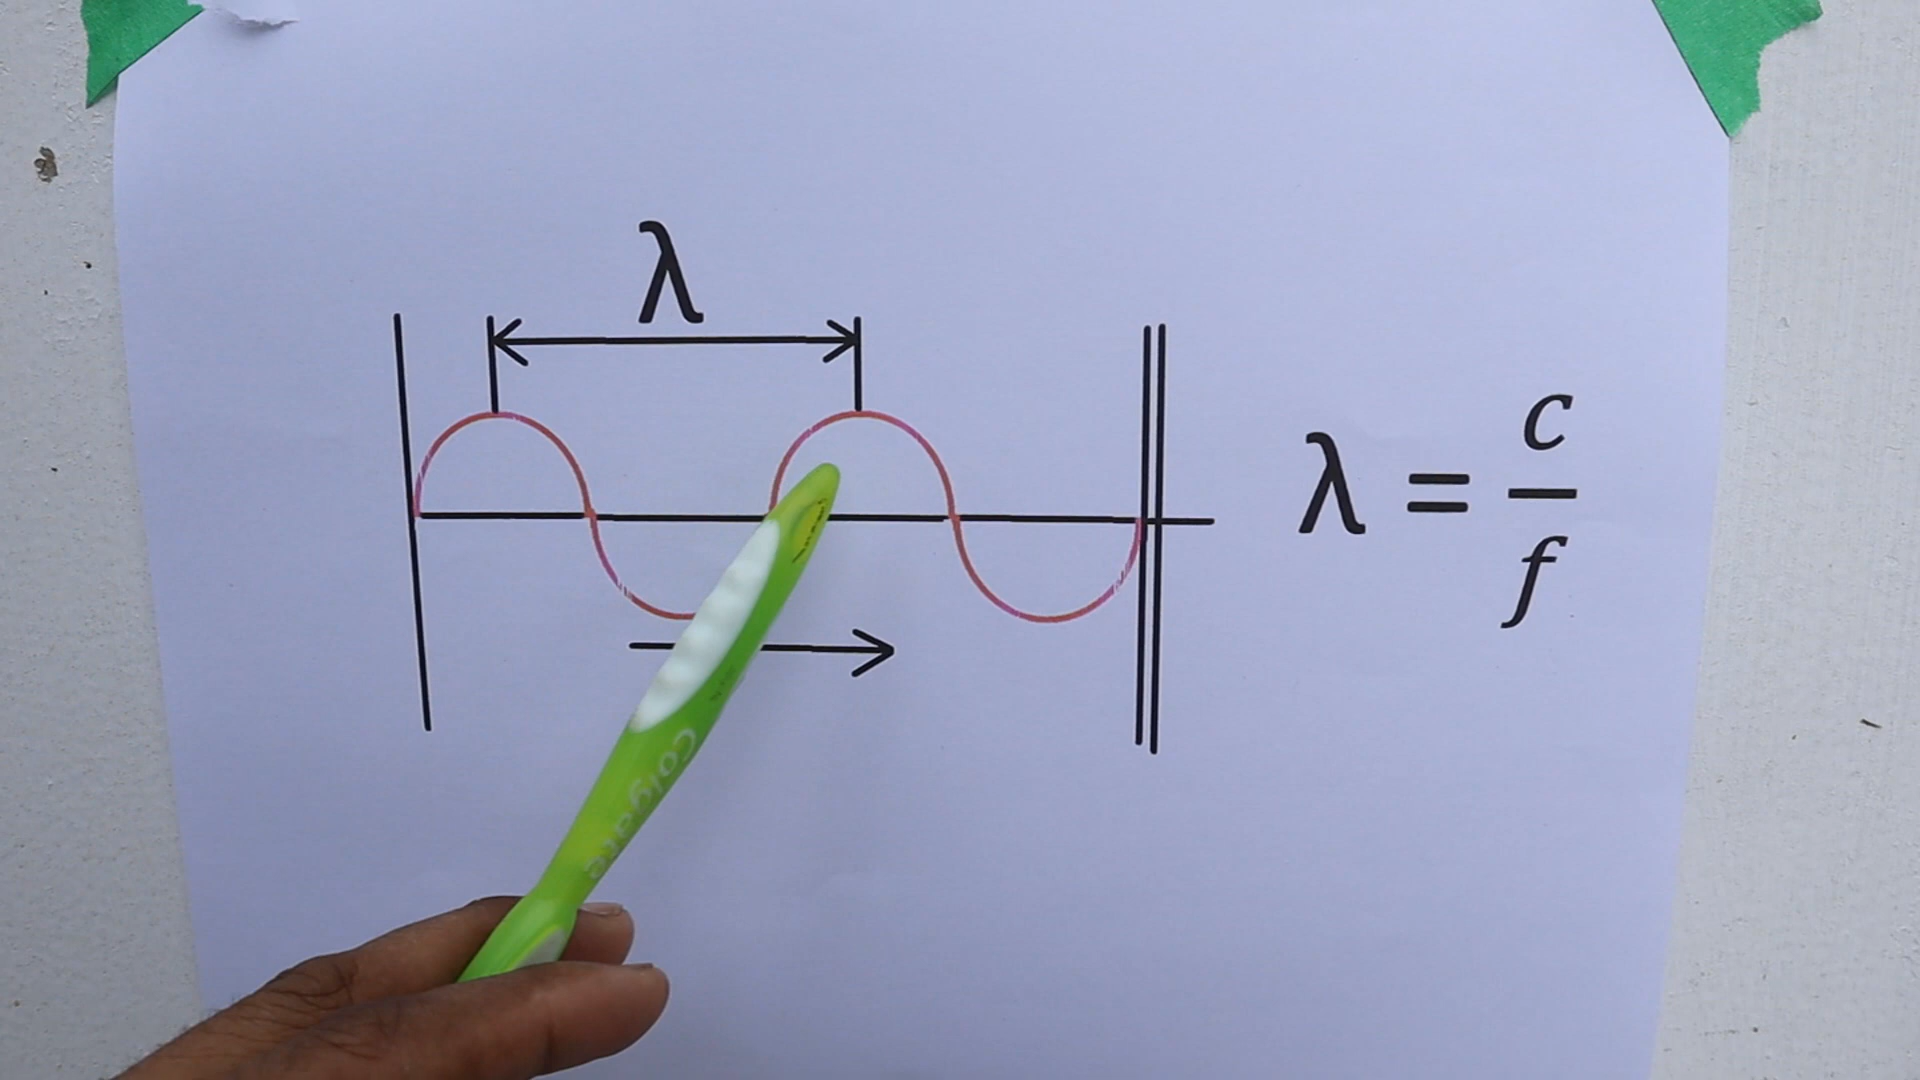 λ
λ = c/f
Colgate